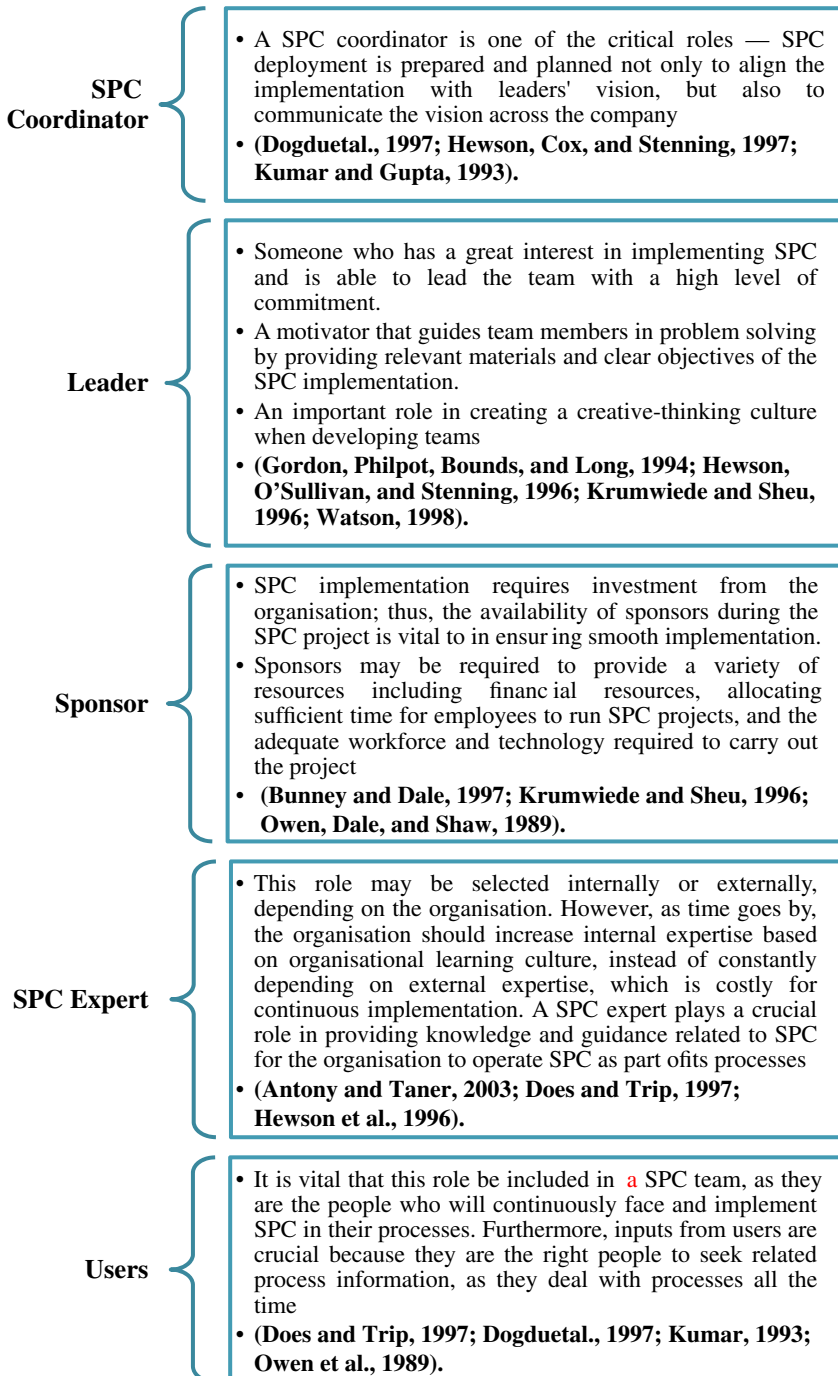 SPC
Coordinator
• A SPC coordinator is one of the critical roles — SPC
deployment is prepared and planned not only to align the
implementation with leaders' vision, but also to
communicate the vision across the company
• (Dogduetal., 1997; Hewson, Cox, and Stenning, 1997;
Kumar and Gupta, 1993).
Leader
• Someone who has a great interest in implementing SPC
and is able to lead the team with a high level of
commitment.
• A motivator that guides team members in problem solving
by providing relevant materials and clear objectives of the
SPC implementation.
• An important role in creating a creative-thinking culture
when developing teams
• (Gordon, Philpot, Bounds, and Long, 1994; Hewson,
O'Sullivan, and Stenning, 1996; Krumwiede and Sheu,
1996; Watson, 1998).
Sponsor
• SPC implementation requires investment from the
organisation; thus, the availability of sponsors during the
SPC project is vital to in ensur ing smooth implementation.
• Sponsors may be required to provide a variety of
resources including financ ial resources, allocating
sufficient time for employees to run SPC projects, and the
adequate workforce and technology required to carry out
the project
• (Bunney and Dale, 1997; Krumwiede and Sheu, 1996;
Owen, Dale, and Shaw, 1989).
SPC Expert
• This role may be selected internally or externally,
depending on the organisation. However, as time goes by,
the organisation should increase internal expertise based
on organisational learning culture, instead of constantly
depending on external expertise, which is costly for
continuous implementation. A SPC expert plays a crucial
role in providing knowledge and guidance related to SPC
for the organisation to operate SPC as part ofits processes
• (Antony and Taner, 2003; Does and Trip, 1997;
Hewson et al., 1996).
Users
• It is vital that this role be included in a SPC team, as they
are the people who will continuously face and implement
SPC in their processes. Furthermore, inputs from users are
crucial because they are the right people to seek related
process information, as they deal with processes all the
time
• (Does and Trip, 1997; Dogduetal., 1997; Kumar, 1993;
Owen et al., 1989).